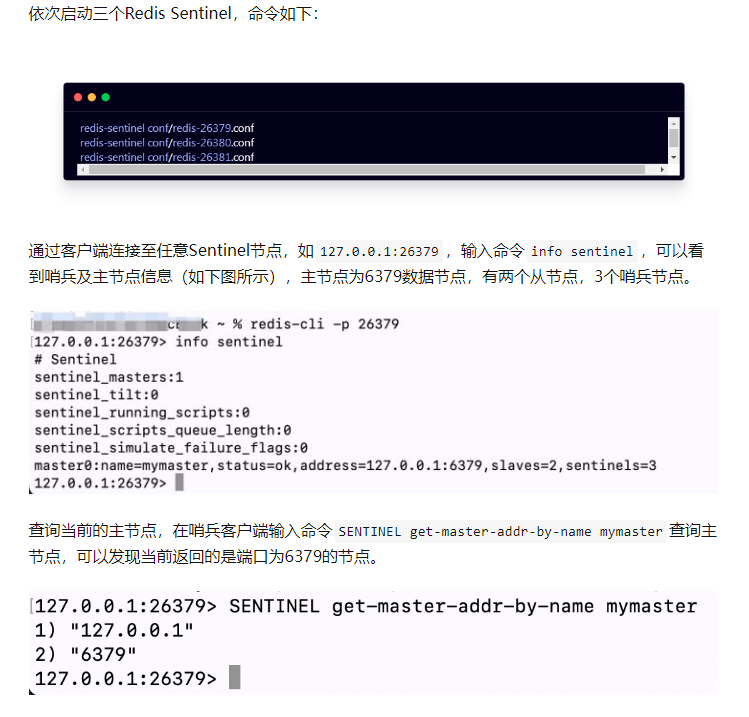 依次启动三个Redis Sentinel，命令如下：
redis-sentinel conf/redis-26379.conf
redis-sentinel conf/redis-26380.conf
redis-sentinel conf/redis-26381.conf
通过客户端连接至任意Sentinel节点，如 127.0.0.1:26379 ，输入命令 info sentinel ，可以看
到哨兵及主节点信息（如下图所示），主节点为6379数据节点，有两个从节点，3个哨兵节点。
~ % redis-cli -p 26379
[127.0.0.1:26379> info sentinel
# Sentinel
sentinel_masters:1
sentinel_tilt:0
sentinel_running_scripts:0
sentinel_scripts_queue_length:0
sentinel_simulate_failure_flags:0
master0:name=mymaster,status=ok,address=127.0.0.1:6379,slaves=2,sentinels=3
127.0.0.1:26379>
查询当前的主节点，在哨兵客户端输入命令 SENTINEL get-master-addr-by-name mymaster 查询主
节点，可以发现当前返回的是端口为6379的节点。
[127.0.0.1:26379> SENTINEL get-master-addr-by-name mymaster
1) "127.0.0.1"
2) "6379"
127.0.0.1:26379>